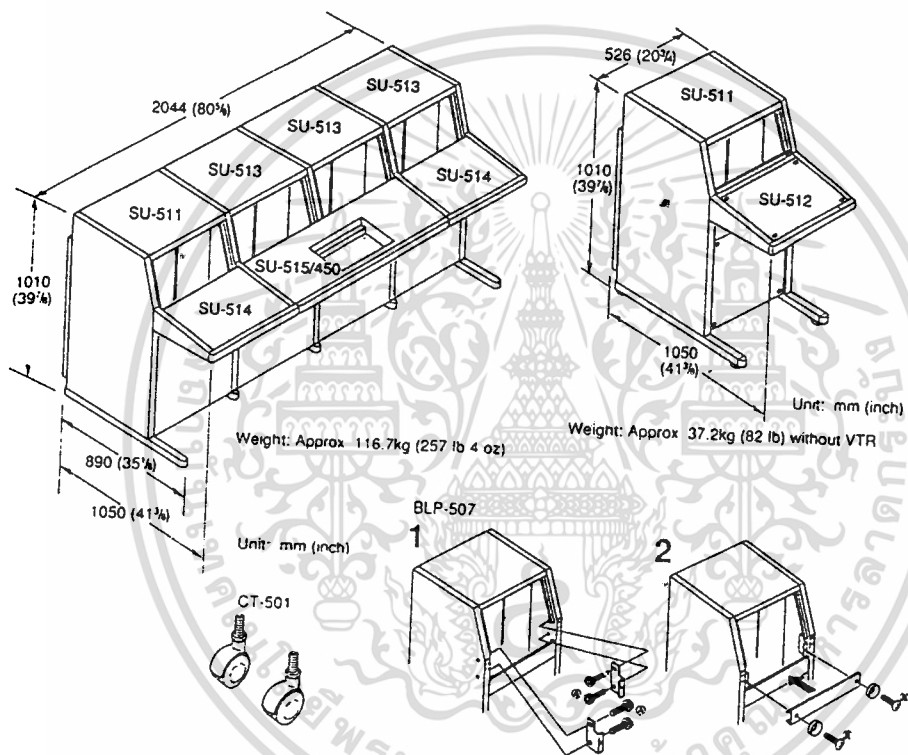 2044 (80⅝)
SU-513
SU-513
SU-513
SU-511
SU-514
SU-515/450
SU-514
1010
(39⅞)
890 (35⅛)
1050 (41⅜)
Weight: Approx 116.7kg (257 lb 4 oz)
Unit: mm (inch)
526 (20¾)
SU-511
1010
(39⅞)
SU-512
1050
(41⅜)
Unit: mm (inch)
Weight: Approx 37.2kg (82 lb) without VTR
CT-501
BLP-507
1
2